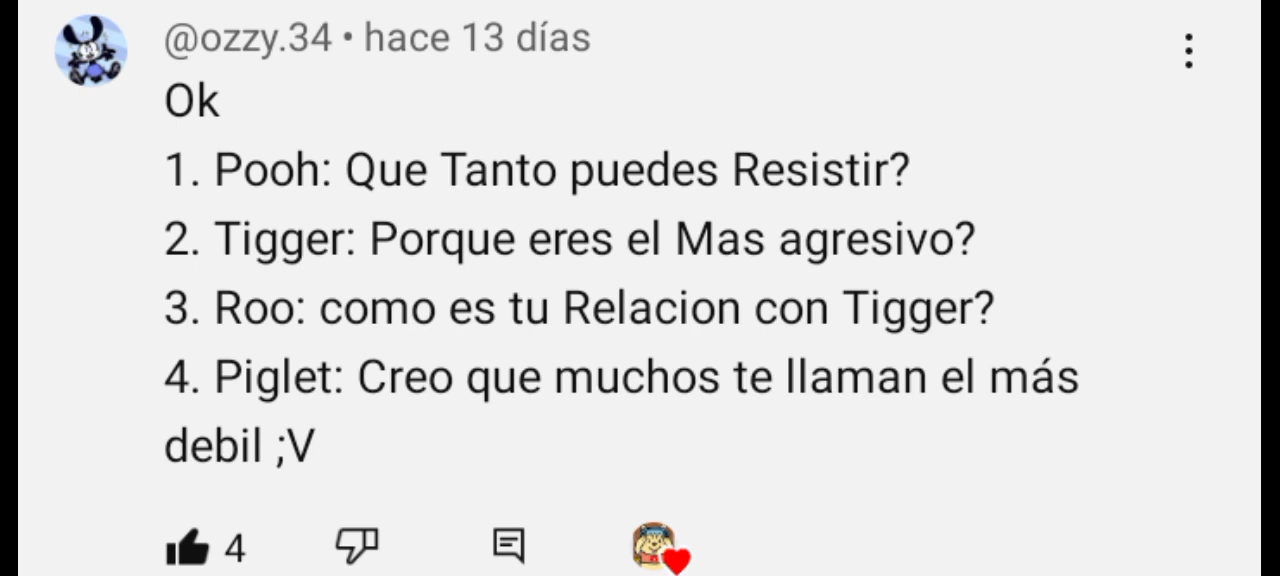 @ozzy.34 • hace 13 días
Ok
1. Pooh: Que Tanto puedes Resistir?
2. Tigger: Porque eres el Mas agresivo?
3. Roo: como es tu Relacion con Tigger?
4. Piglet: Creo que muchos te llaman el más
debil ;V
4